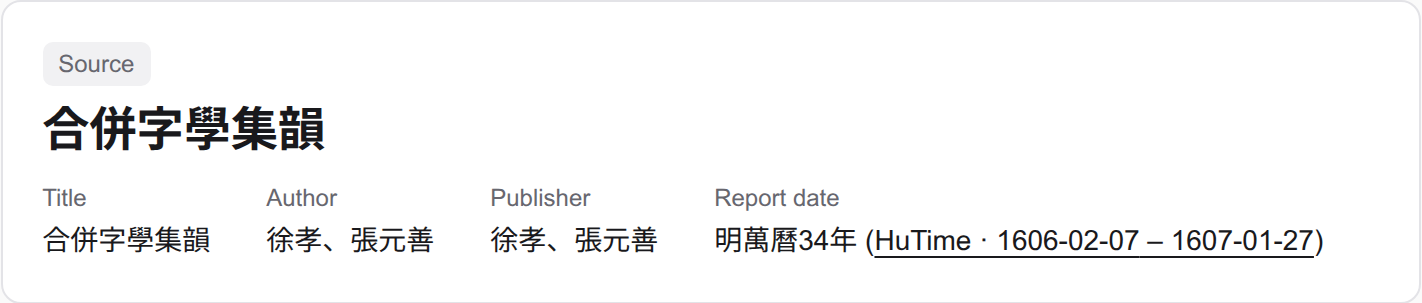 Source
合併字學集韻
Title Author Publisher Report date
合併字學集韻 徐孝、張元善 徐孝、張元善 明萬曆34年 (HuTime · 1606-02-07 – 1607-01-27)